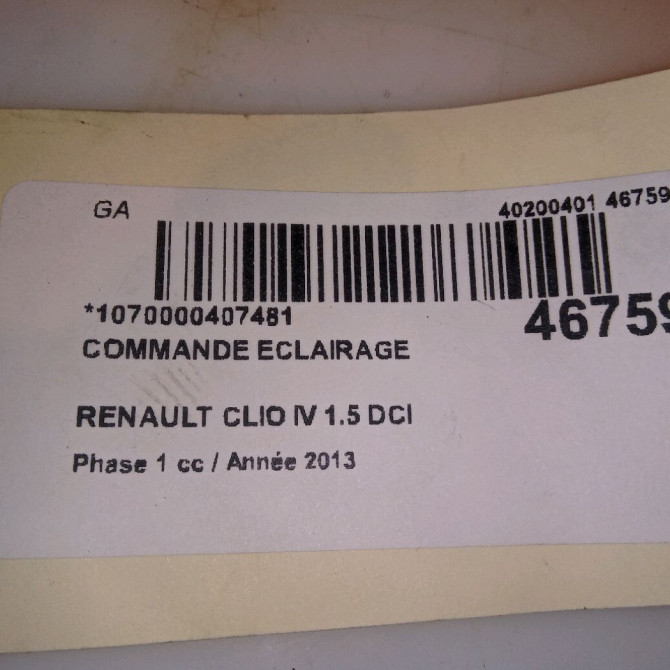 GA 40200401 46759
*1070000407481 46759
COMMANDE ECLAIRAGE
RENAULT CLIO IV 1.5 DCI
Phase 1 cc / Année 2013